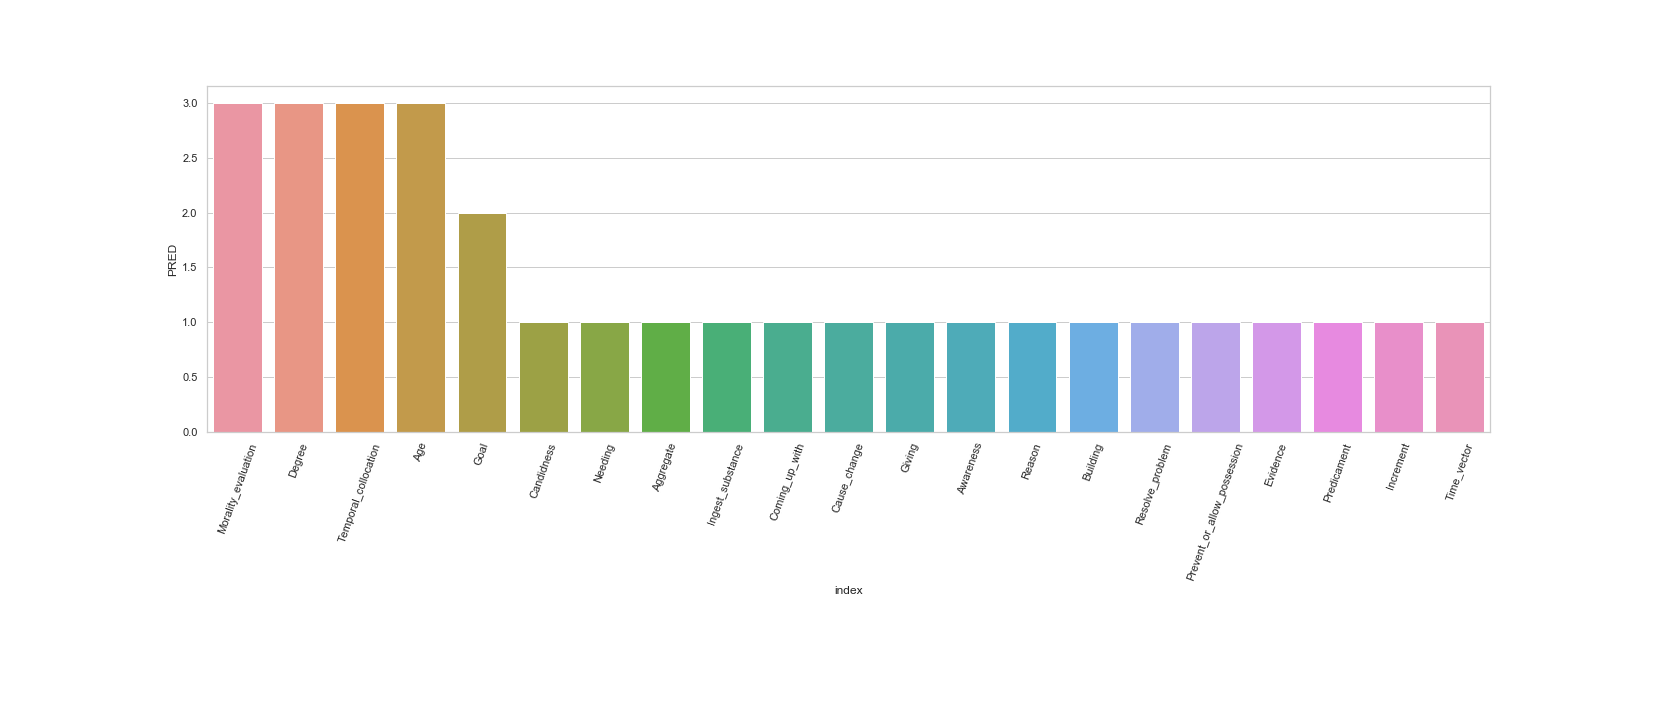 3.0
2.5
2.0
1.5
1.0
0.5
0.0
PRED
Morality_evaluation
Degree
Temporal_collocation
Age
Goal
Candidness
Needing
Aggregate
Ingest_substance
Coming_up_with
Cause_change
Giving
Awareness
Reason
Building
Resolve_problem
Prevent_or_allow_possession
Evidence
Predicament
Increment
Time_vector
index